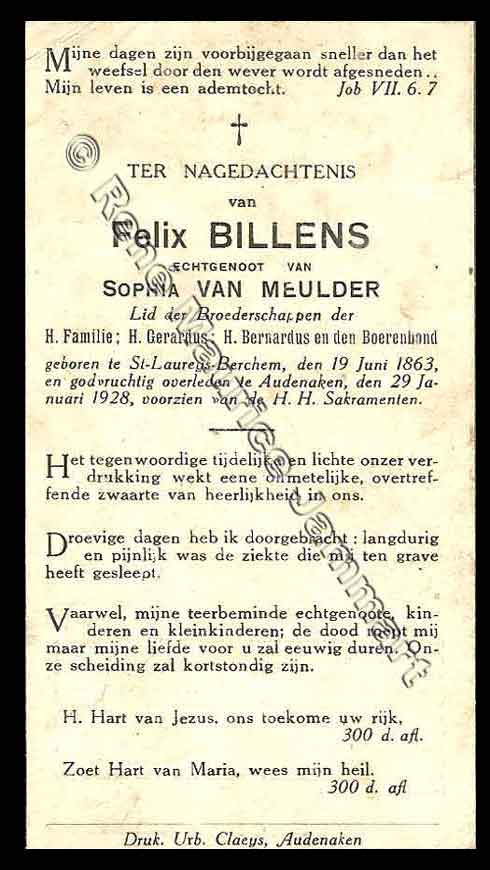 Mijne dagen zijn voorbijgegaan sneller dan het
weefsel door den wever wordt afgesneden..
Mijn leven is een ademtocht. Job VII. 6. 7
TER NAGEDACHTENIS
van
Felix BILLENS
ECHTGENOOT VAN
SOPHIA VAN MEULDER
Lid der Broederschappen der
H. Familie; H. Gerardus; H. Bernardus en den Boerenbond
geboren te St-Laureys-Berchem, den 19 Juni 1863,
en godvruchtig overleden te Audenaken, den 29 Ja-
nuari 1928, voorzien van de H. H. Sakramenten.
Het tegenwoordige tijdelijke en lichte onzer ver-
drukking wekt eene onmetelijke, overtref-
fende zwaarte van heerlijkheid in ons.
Droevige dagen heb ik doorgebracht: langdurig
en pijnlijk was de ziekte die mij ten grave
heeft gesleept.
Vaarwel, mijne teerbeminde echtgenoote, kin-
deren en kleinkinderen; de dood rooft mij
maar mijne liefde voor u zal eeuwig duren. On-
ze scheiding zal kortstondig zijn.
H. Hart van Jezus, ons toekome uw rijk,
300 d. afl.
Zoet Hart van Maria, wees mijn heil.
300 d. afl
Druk. Urb. Claeys, Audenaken
© René Maurice Jammart